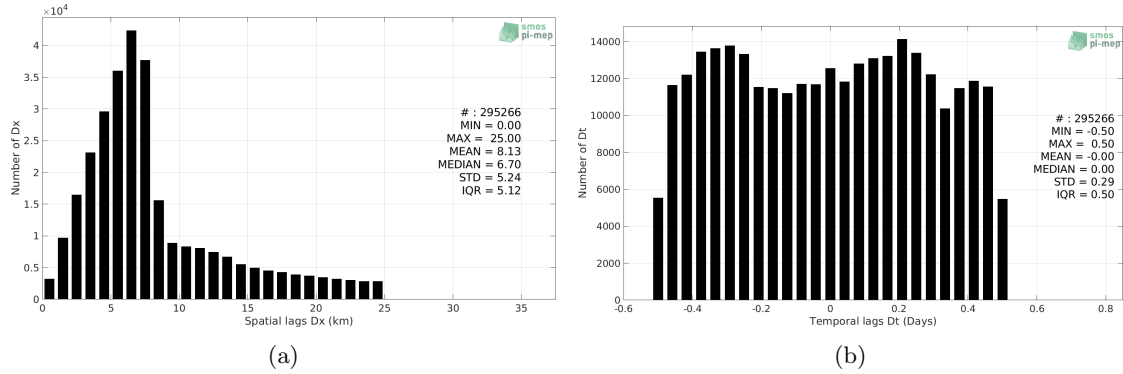 ×10⁴
smos
pi-mep
4
3.5
3
2.5
2
1.5
1
0.5
0
Number of Dx
# : 295266
MIN = 0.00
MAX = 25.00
MEAN = 8.13
MEDIAN = 6.70
STD = 5.24
IQR = 5.12
0 5 10 15 20 25 30 35
Spatial lags Dx (km)
(a)
smos
pi-mep
14000
12000
10000
8000
6000
4000
2000
0
Number of Dt
# : 295266
MIN = -0.50
MAX = 0.50
MEAN = -0.00
MEDIAN = 0.00
STD = 0.29
IQR = 0.50
-0.6 -0.4 -0.2 0 0.2 0.4 0.6 0.8
Temporal lags Dt (Days)
(b)